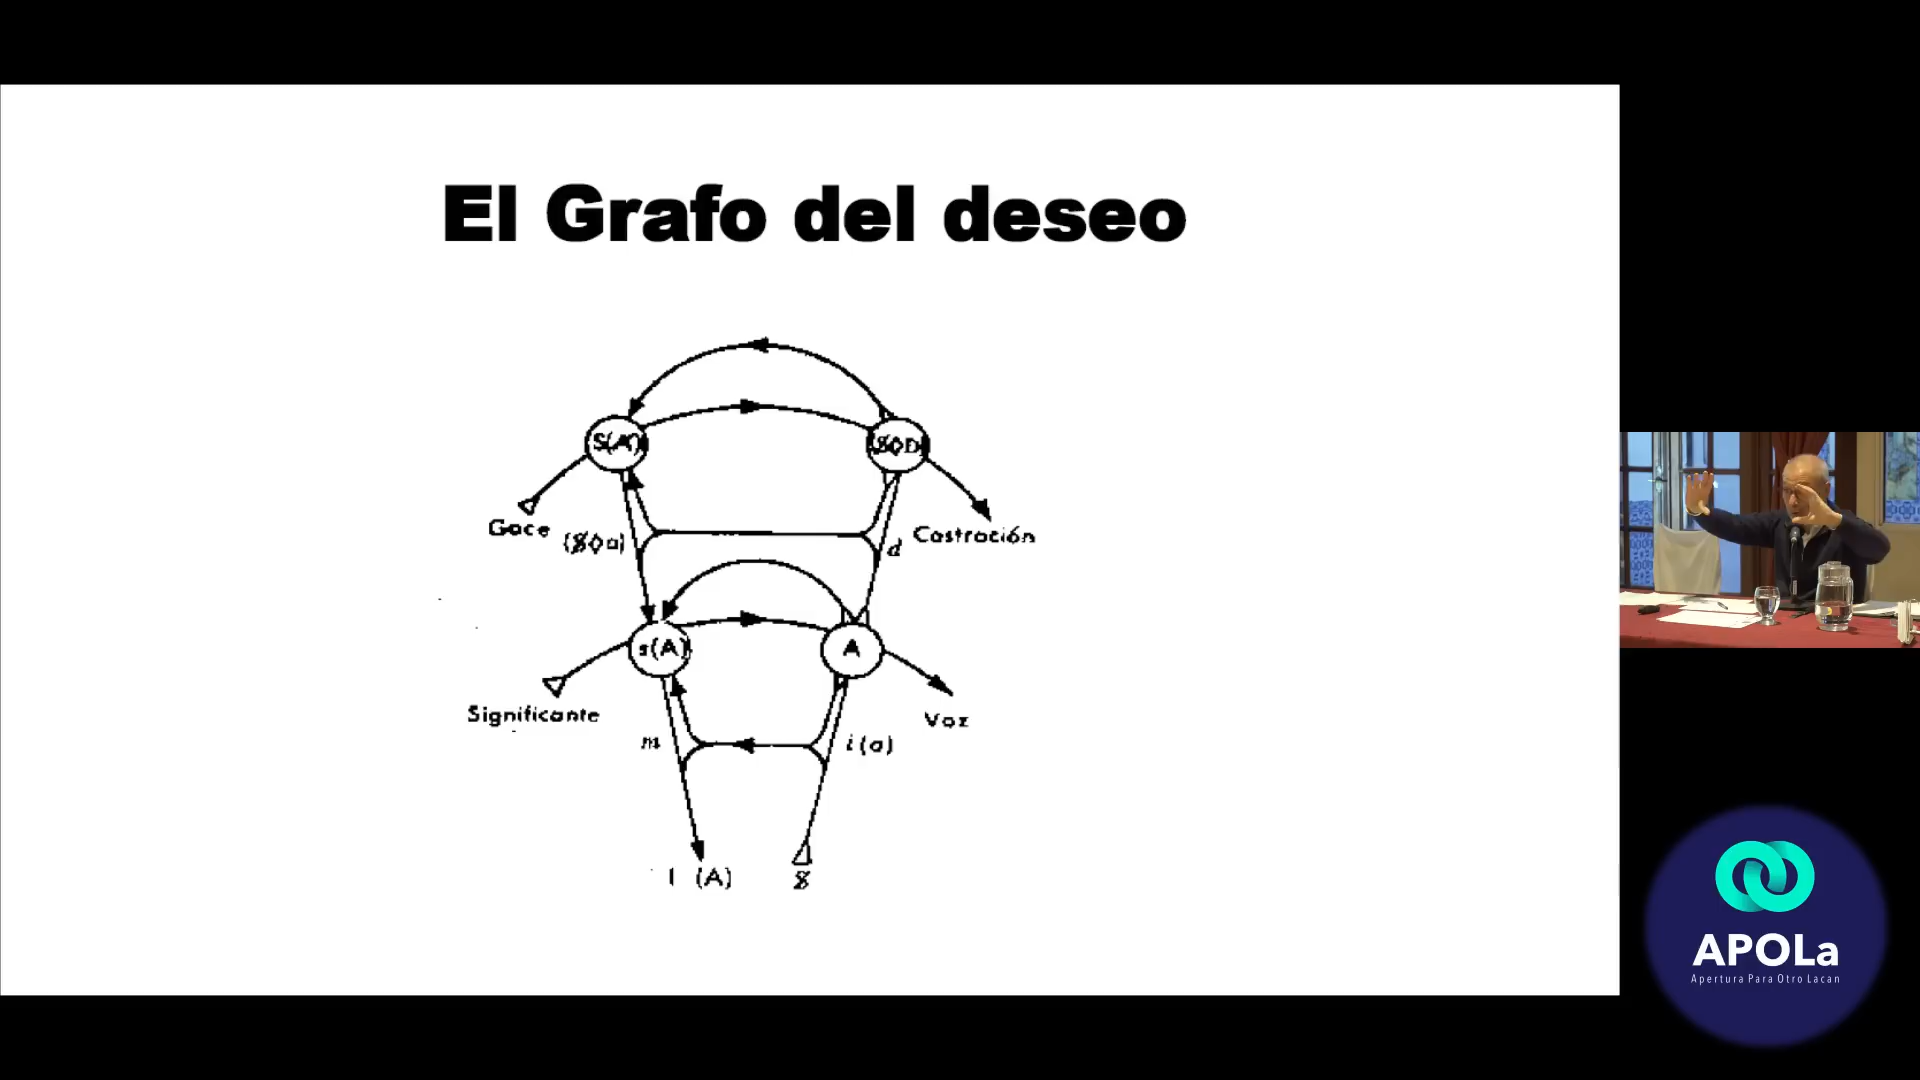 El Grafo del deseo
S(Ⱥ) ($◊D)
Goce ($◊a) d Castración
s(A) A
Significante Voz
m i(a)
I (A) $
APOLa
Apertura Para Otro Lacan